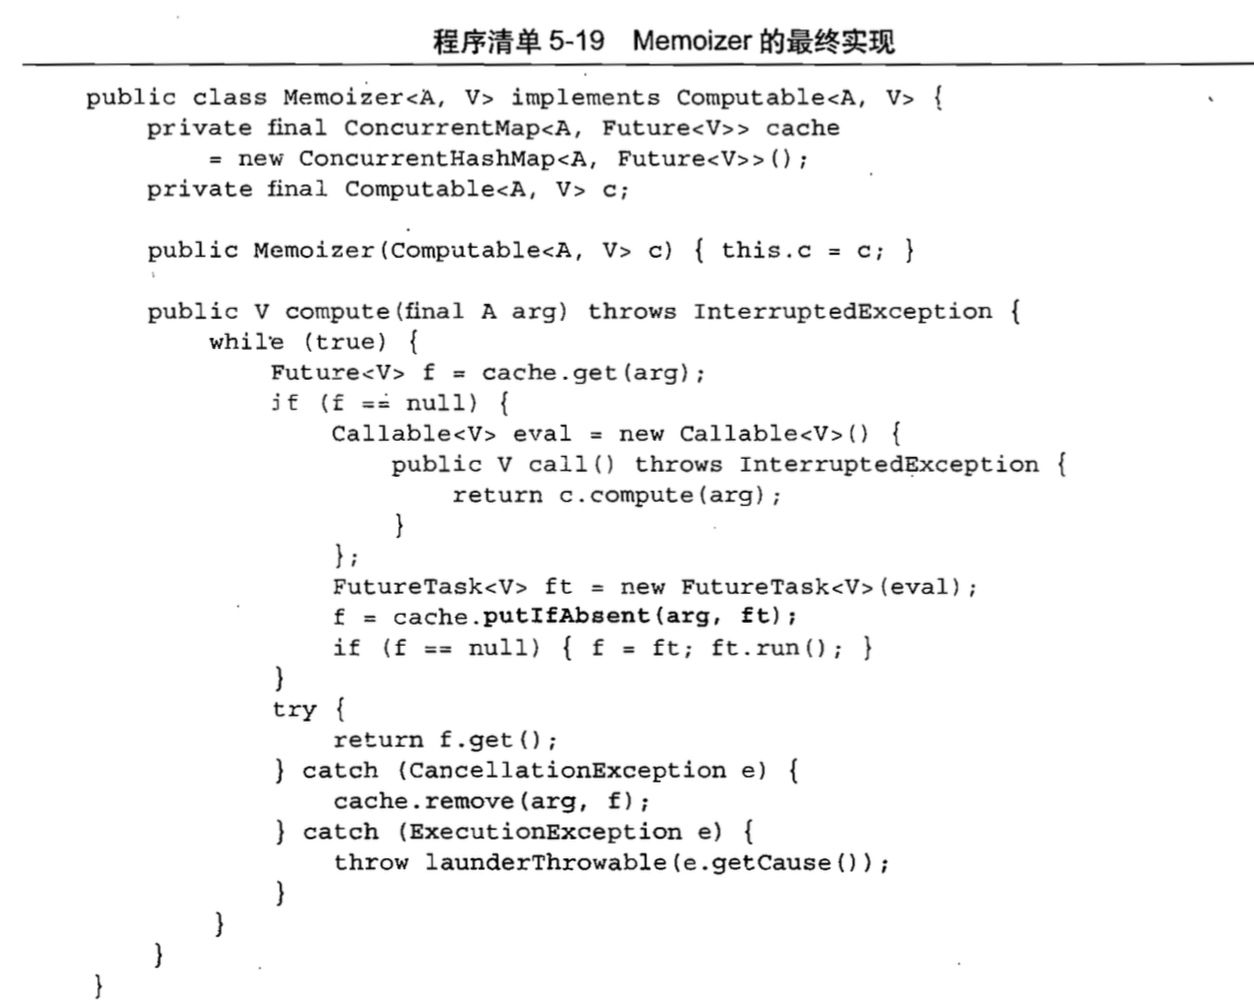 程序清单 5-19 Memoizer 的最终实现
public class Memoizer<A, V> implements Computable<A, V> {
    private final ConcurrentMap<A, Future<V>> cache
        = new ConcurrentHashMap<A, Future<V>>();
    private final Computable<A, V> c;

    public Memoizer(Computable<A, V> c) { this.c = c; }

    public V compute(final A arg) throws InterruptedException {
        while (true) {
            Future<V> f = cache.get(arg);
            if (f == null) {
                Callable<V> eval = new Callable<V>() {
                    public V call() throws InterruptedException {
                        return c.compute(arg);
                    }
                };
                FutureTask<V> ft = new FutureTask<V>(eval);
                f = cache.putIfAbsent(arg, ft);
                if (f == null) { f = ft; ft.run(); }
            }
            try {
                return f.get();
            } catch (CancellationException e) {
                cache.remove(arg, f);
            } catch (ExecutionException e) {
                throw launderThrowable(e.getCause());
            }
        }
    }
}